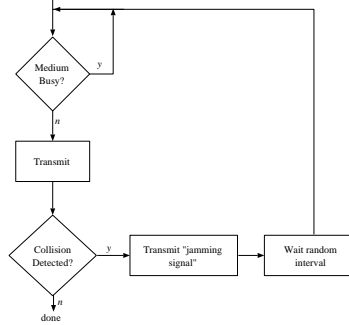 Medium
Busy?
y
n
Transmit
Collision
Detected?
y
Transmit "jamming
signal"
Wait random
interval
n
done